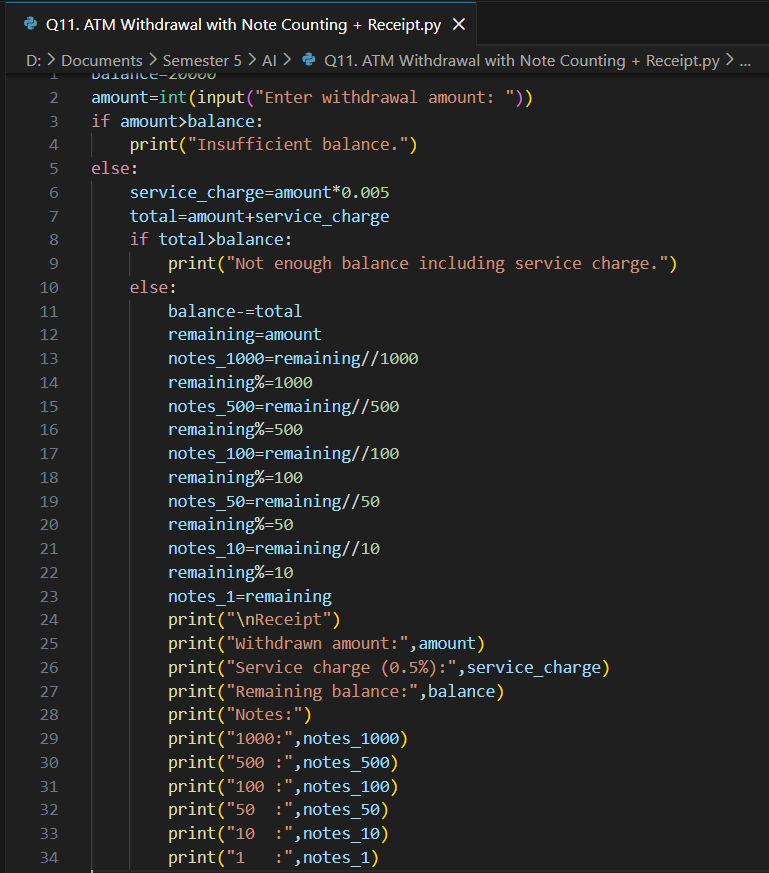 Q11. ATM Withdrawal with Note Counting + Receipt.py ×
D: > Documents > Semester 5 > AI > Q11. ATM Withdrawal with Note Counting + Receipt.py > ...
1 balance=20000
2 amount=int(input("Enter withdrawal amount: "))
3 if amount>balance:
4     print("Insufficient balance.")
5 else:
6     service_charge=amount*0.005
7     total=amount+service_charge
8     if total>balance:
9         print("Not enough balance including service charge.")
10     else:
11         balance-=total
12         remaining=amount
13         notes_1000=remaining//1000
14         remaining%=1000
15         notes_500=remaining//500
16         remaining%=500
17         notes_100=remaining//100
18         remaining%=100
19         notes_50=remaining//50
20         remaining%=50
21         notes_10=remaining//10
22         remaining%=10
23         notes_1=remaining
24         print("\nReceipt")
25         print("Withdrawn amount:",amount)
26         print("Service charge (0.5%):",service_charge)
27         print("Remaining balance:",balance)
28         print("Notes:")
29         print("1000:",notes_1000)
30         print("500 :",notes_500)
31         print("100 :",notes_100)
32         print("50  :",notes_50)
33         print("10  :",notes_10)
34         print("1   :",notes_1)